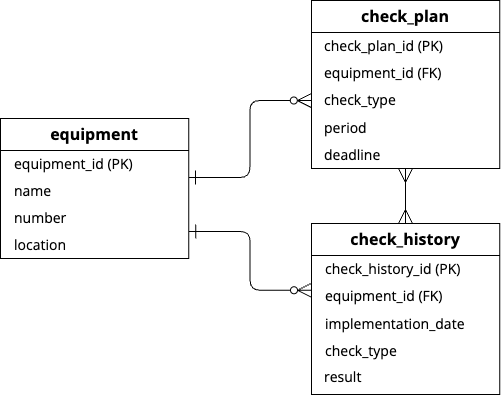 check_plan
check_plan_id (PK)
equipment_id (FK)
check_type
period
deadline
equipment
equipment_id (PK)
name
number
location
check_history
check_history_id (PK)
equipment_id (FK)
implementation_date
check_type
result